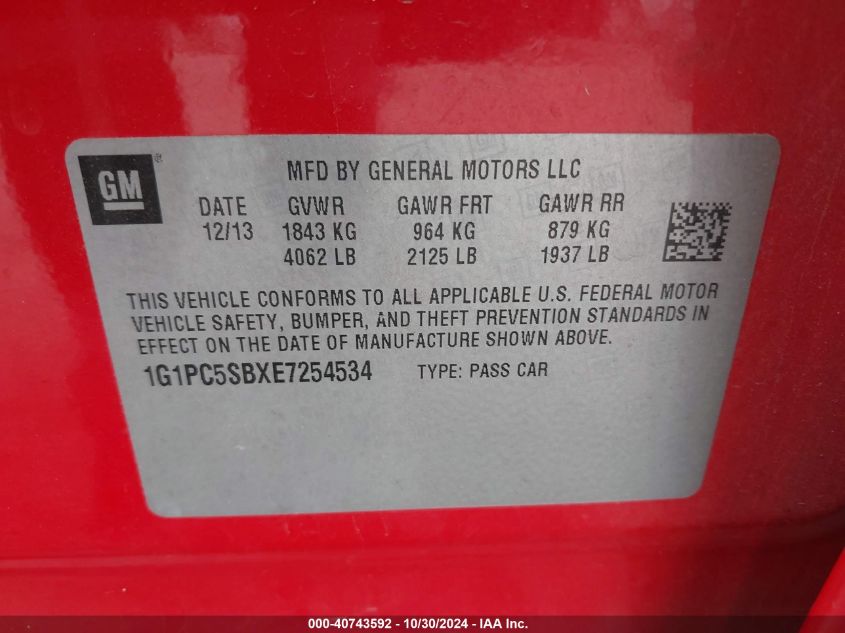 GM ®
MFD BY GENERAL MOTORS LLC
DATE GVWR GAWR FRT GAWR RR
12/13 1843 KG 964 KG 879 KG
4062 LB 2125 LB 1937 LB
THIS VEHICLE CONFORMS TO ALL APPLICABLE U.S. FEDERAL MOTOR
VEHICLE SAFETY, BUMPER, AND THEFT PREVENTION STANDARDS IN
EFFECT ON THE DATE OF MANUFACTURE SHOWN ABOVE.
1G1PC5SBXE7254534 TYPE: PASS CAR
000-40743592 - 10/30/2024 - IAA Inc.